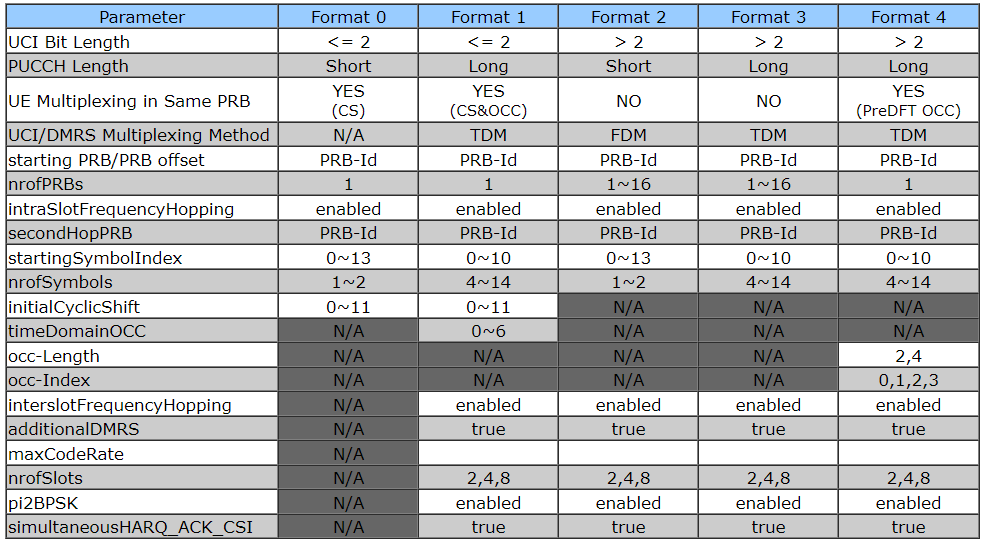 Parameter Format 0 Format 1 Format 2 Format 3 Format 4
UCI Bit Length <= 2 <= 2 > 2 > 2 > 2
PUCCH Length Short Long Short Long Long
UE Multiplexing in Same PRB YES YES NO NO YES
(CS) (CS&OCC) (PreDFT OCC)
UCI/DMRS Multiplexing Method N/A TDM FDM TDM TDM
starting PRB/PRB offset PRB-Id PRB-Id PRB-Id PRB-Id PRB-Id
nrofPRBs 1 1 1~16 1~16 1
intraSlotFrequencyHopping enabled enabled enabled enabled enabled
secondHopPRB PRB-Id PRB-Id PRB-Id PRB-Id PRB-Id
startingSymbolIndex 0~13 0~10 0~13 0~10 0~10
nrofSymbols 1~2 4~14 1~2 4~14 4~14
initialCyclicShift 0~11 0~11 N/A N/A N/A
timeDomainOCC N/A 0~6 N/A N/A N/A
occ-Length N/A N/A N/A N/A 2,4
occ-Index N/A N/A N/A N/A 0,1,2,3
interslotFrequencyHopping N/A enabled enabled enabled enabled
additionalDMRS N/A true true true true
maxCodeRate N/A
nrofSlots N/A 2,4,8 2,4,8 2,4,8 2,4,8
pi2BPSK N/A enabled enabled enabled enabled
simultaneousHARQ_ACK_CSI N/A true true true true